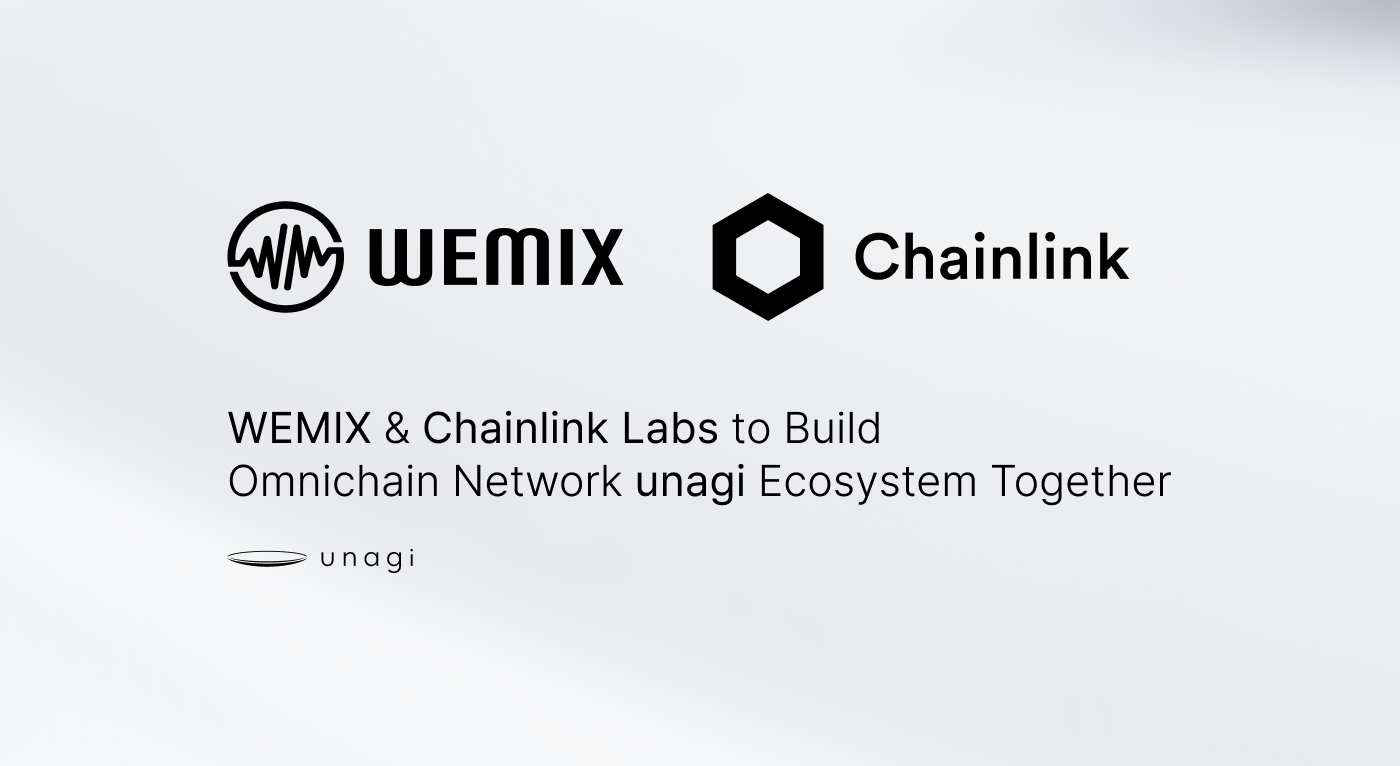 WEMIX
Chainlink
WEMIX & Chainlink Labs to Build
Omnichain Network unagi Ecosystem Together
unagi